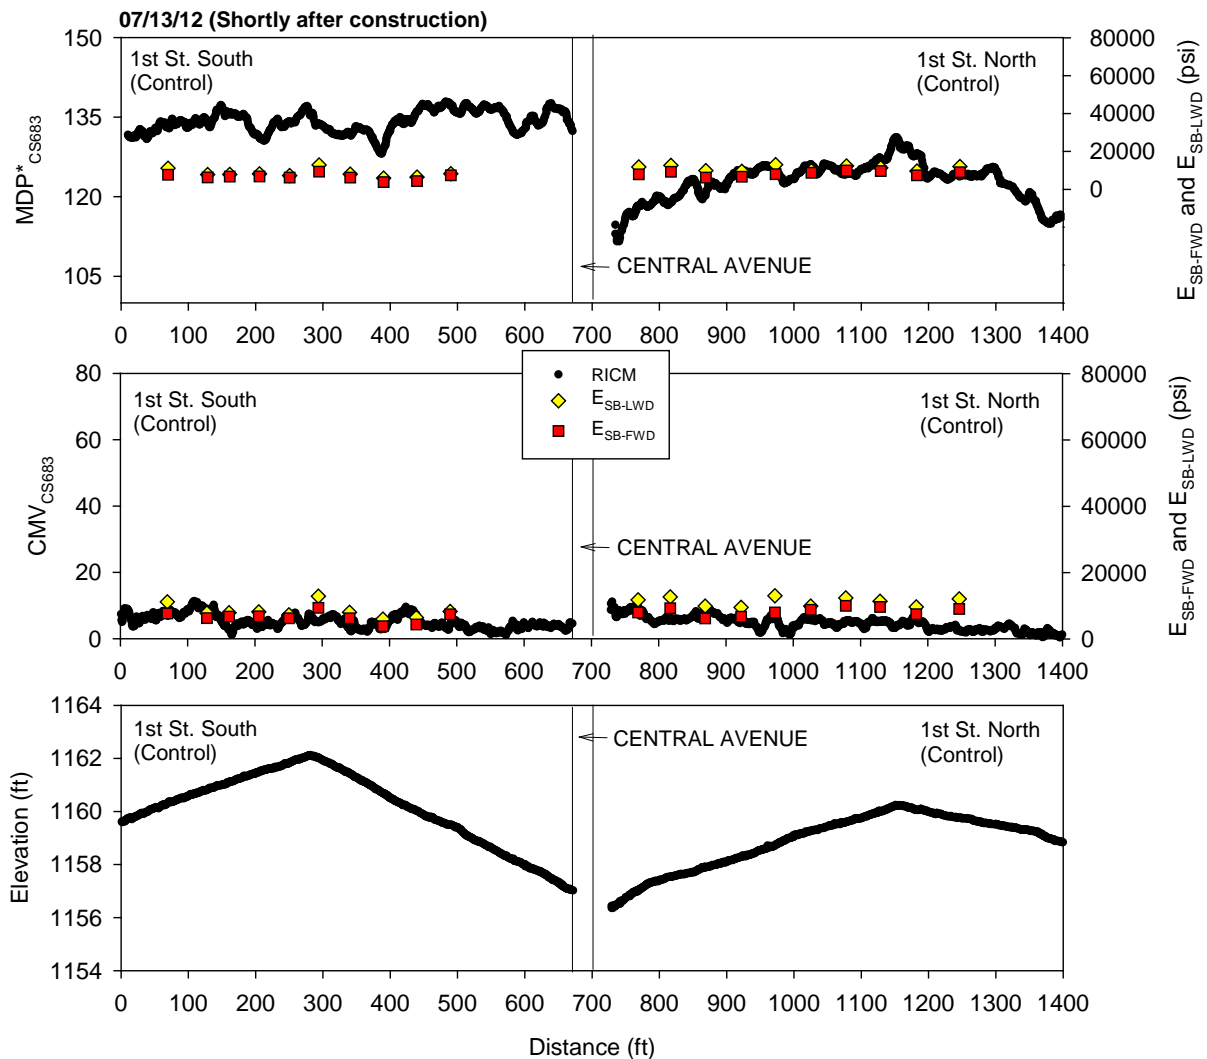 07/13/12 (Shortly after construction)
150
135
120
105
MDP*CS683
1st St. South
(Control)
1st St. North
(Control)
CENTRAL AVENUE
80000
60000
40000
20000
0
ESB-FWD and ESB-LWD (psi)
0 100 200 300 400 500 600 700 800 900 1000 1100 1200 1300 1400
80
60
40
20
0
CMVCS683
1st St. South
(Control)
RICM
ESB-LWD
ESB-FWD
1st St. North
(Control)
CENTRAL AVENUE
80000
60000
40000
20000
0
ESB-FWD and ESB-LWD (psi)
0 100 200 300 400 500 600 700 800 900 1000 1100 1200 1300 1400
1164
1162
1160
1158
1156
1154
Elevation (ft)
1st St. South
(Control)
CENTRAL AVENUE
1st St. North
(Control)
0 100 200 300 400 500 600 700 800 900 1000 1100 1200 1300 1400
Distance (ft)